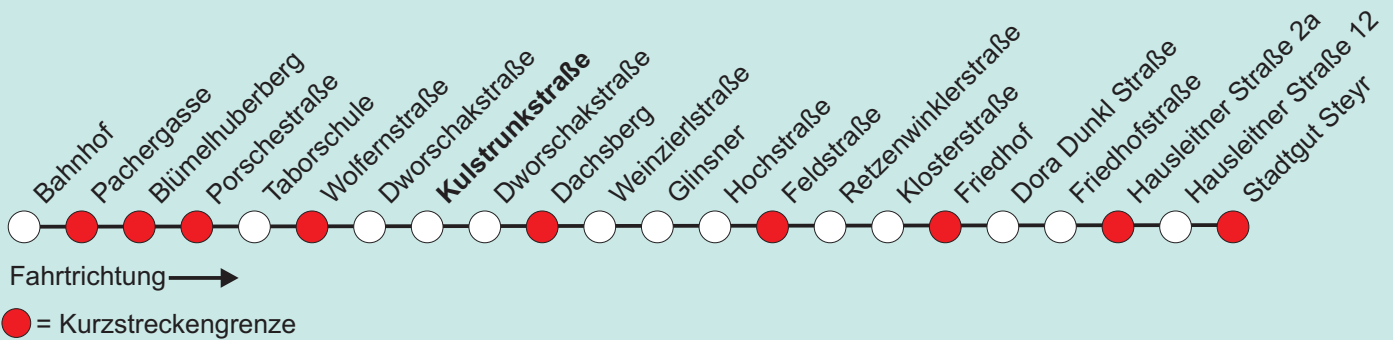 Bahnhof
Pachergasse
Blümelhuberberg
Porschestraße
Taborschule
Wolfernstraße
Dworschakstraße
Kulstrunkstraße
Dworschakstraße
Dachsberg
Weinzierlstraße
Glinsner
Hochstraße
Feldstraße
Retzenwinklerstraße
Klosterstraße
Friedhof
Dora Dunkl Straße
Friedhofstraße
Hausleitner Straße 2a
Hausleitner Straße 12
Stadtgut Steyr
Fahrtrichtung
= Kurzstreckengrenze